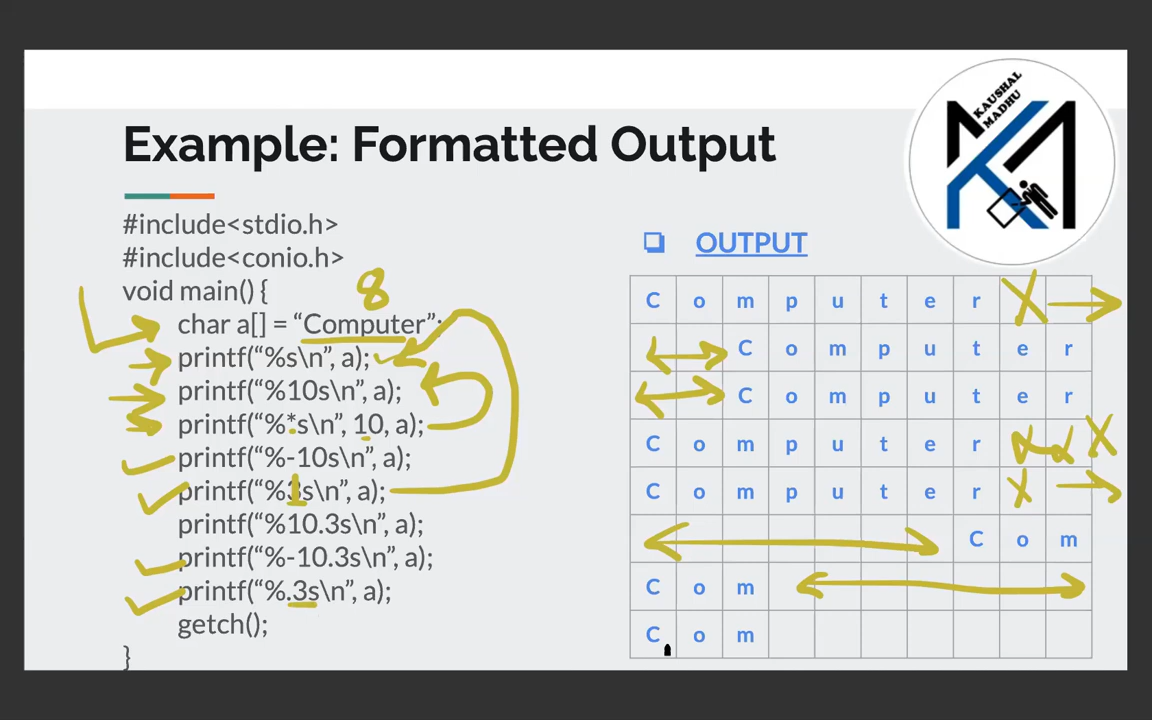 KAUSHAL
MADHU
Example: Formatted Output
#include<stdio.h>
#include<conio.h>
void main() {
8
char a[] = “Computer”;
printf(“%s\n”, a);
printf(“%10s\n”, a);
printf(“%*s\n”, 10, a);
printf(“%-10s\n”, a);
printf(“%3s\n”, a);
printf(“%10.3s\n”, a);
printf(“%-10.3s\n”, a);
printf(“%.3s\n”, a);
getch();
}
❏ OUTPUT
C o m p u t e r X
C o m p u t e r
C o m p u t e r
C o m p u t e r X
C o m p u t e r X
C o m
C o m
C o m